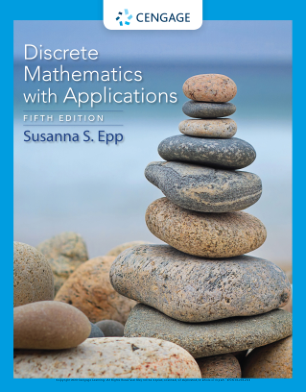 CENGAGE
Discrete
Mathematics
with Applications
FIFTH EDITION
Susanna S. Epp